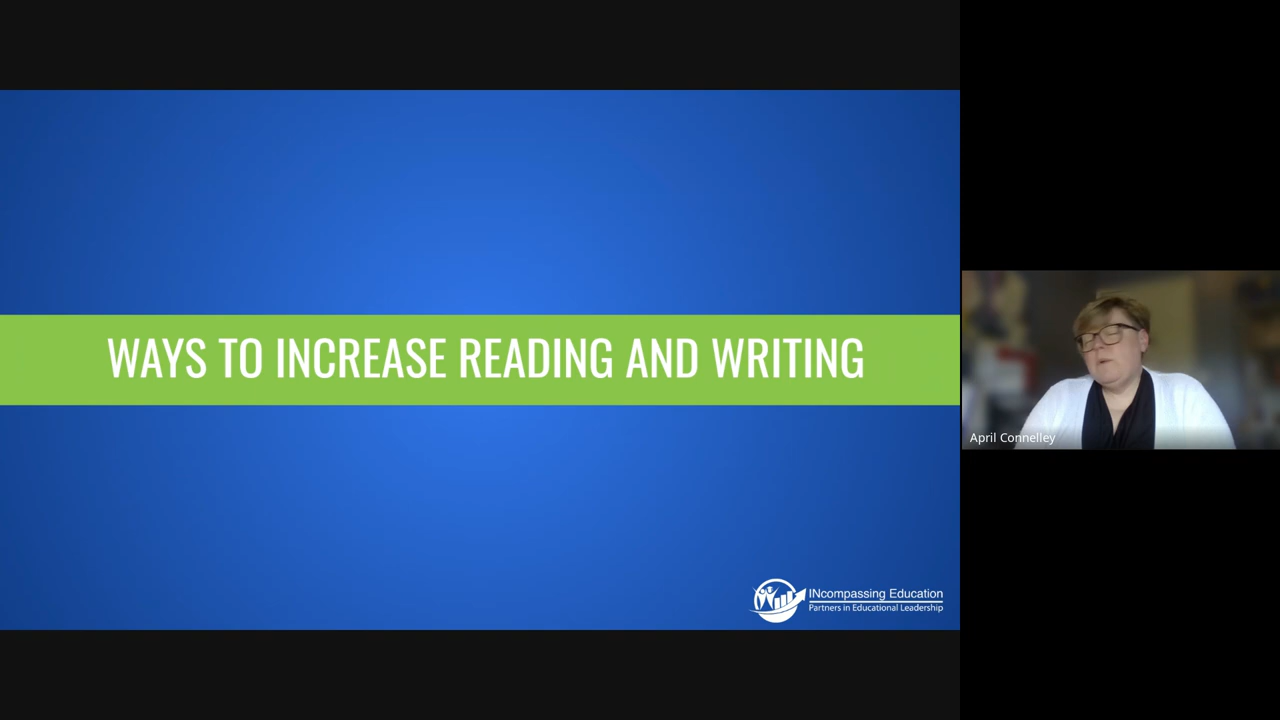 WAYS TO INCREASE READING AND WRITING
INcompassing Education
Partners in Educational Leadership
April Connelley